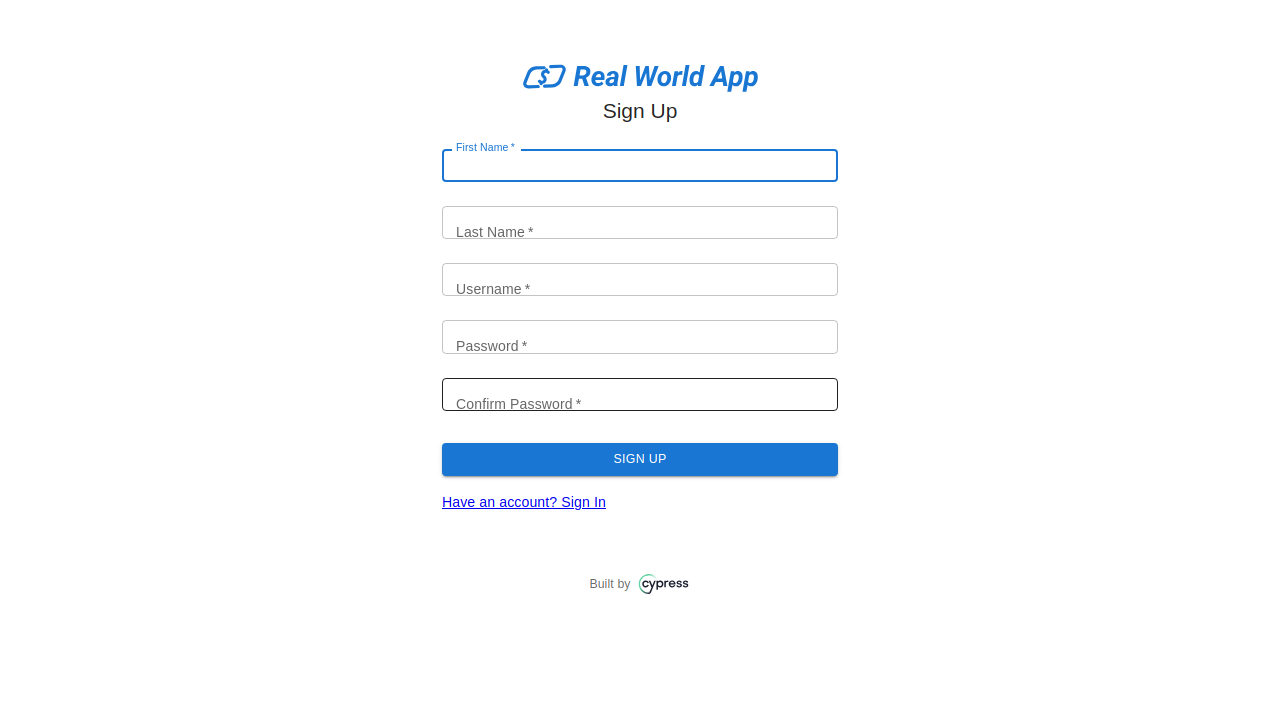 Real World App
Sign Up
First Name *
Last Name *
Username *
Password *
Confirm Password *
SIGN UP
Have an account? Sign In
Built by cypress